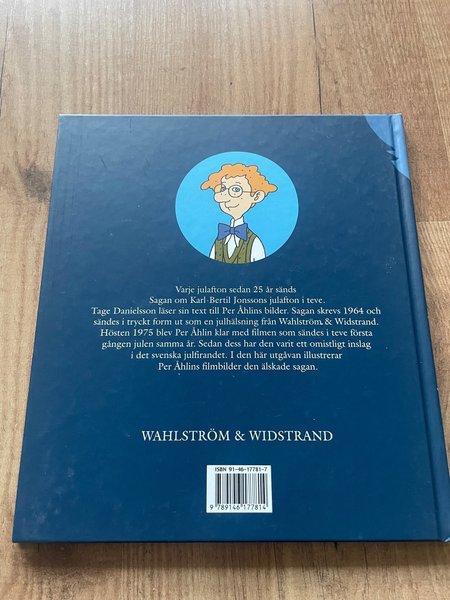 Varje julafton sedan 25 år sänds
Sagan om Karl-Bertil Jonssons julafton i teve.
Tage Danielsson läser sin text till Per Åhlins bilder. Sagan skrevs 1964 och
sändes i tryckt form ut som en julhälsning från Wahlström & Widstrand.
Hösten 1975 blev Per Åhlin klar med filmen som sändes i teve första
gången julen samma år. Sedan dess har den varit ett omistligt inslag
i det svenska julfirandet. I den här utgåvan illustrerar
Per Åhlins filmbilder den älskade sagan.
WAHLSTRÖM & WIDSTRAND
ISBN 91-46-17781-7
9 789146 177814